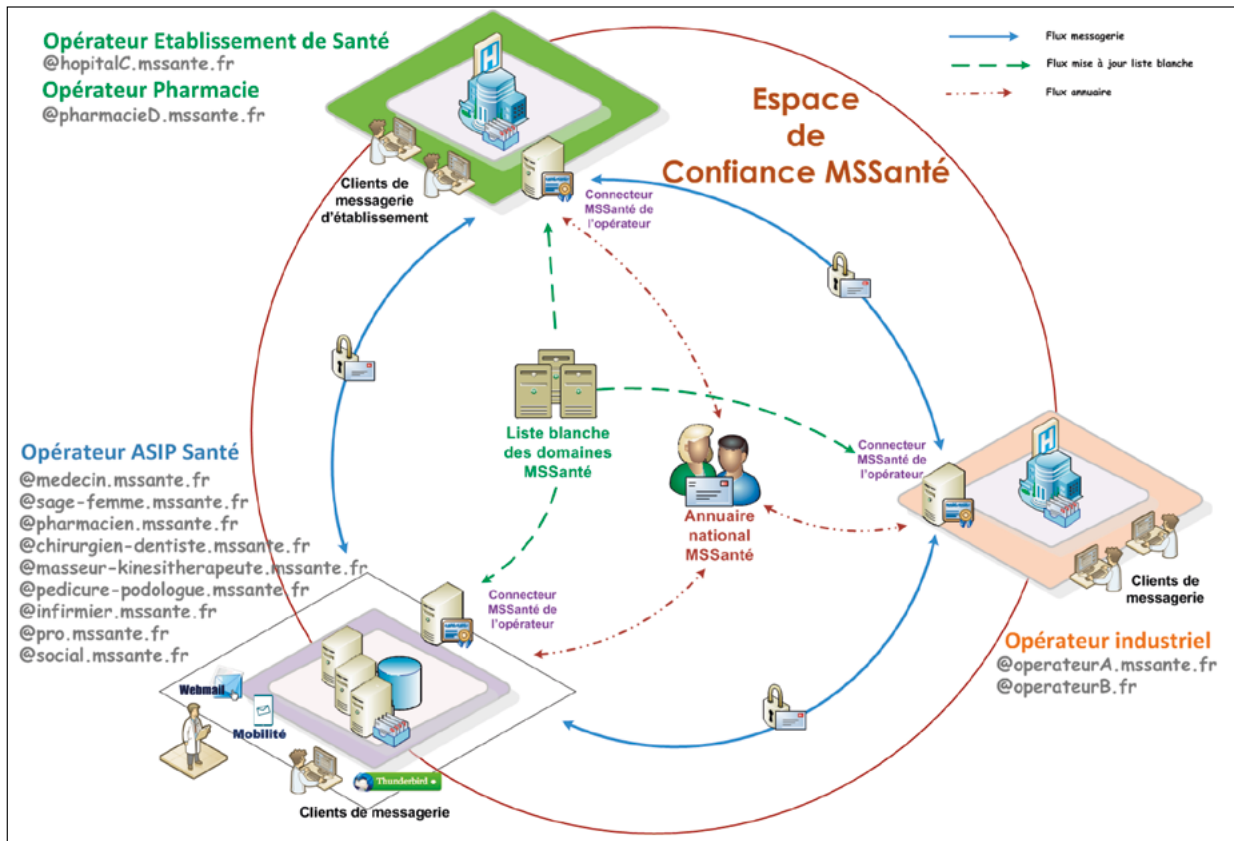 Opérateur Etablissement de Santé
@hopitalC.mssante.fr
Opérateur Pharmacie
@pharmacieD.mssante.fr
Flux messagerie
Flux mise à jour liste blanche
Flux annuaire
Espace
de
Confiance MSSanté
Clients de
messagerie
d'établissement
Connecteur
MSSanté de
l'opérateur
Liste blanche
des domaines
MSSanté
Connecteur
MSSanté de
l'opérateur
Annuaire
national
MSSanté
Opérateur ASIP Santé
@medecin.mssante.fr
@sage-femme.mssante.fr
@pharmacien.mssante.fr
@chirurgien-dentiste.mssante.fr
@masseur-kinesitherapeute.mssante.fr
@pedicure-podologue.mssante.fr
@infirmier.mssante.fr
@pro.mssante.fr
@social.mssante.fr
Connecteur
MSSanté de
l'opérateur
Clients de
messagerie
Opérateur industriel
@operateurA.mssante.fr
@operateurB.fr
Webmail
Mobilité
Thunderbird
Clients de messagerie
H
H